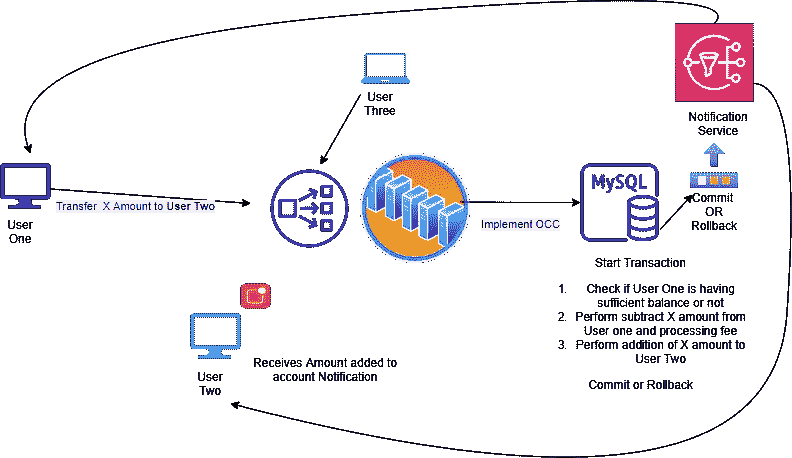 User
Three
Notification
Service
MySQL
Commit
OR
Rollback
User
One
Transfer X Amount to User Two
Implement OCC
Start Transaction
1. Check if User One is having
sufficient balance or not
2. Perform subtract X amount from
User one and processing fee
3. Perform addition of X amount to
User Two
Commit or Rollback
User
Two
Receives Amount added to
account Notification